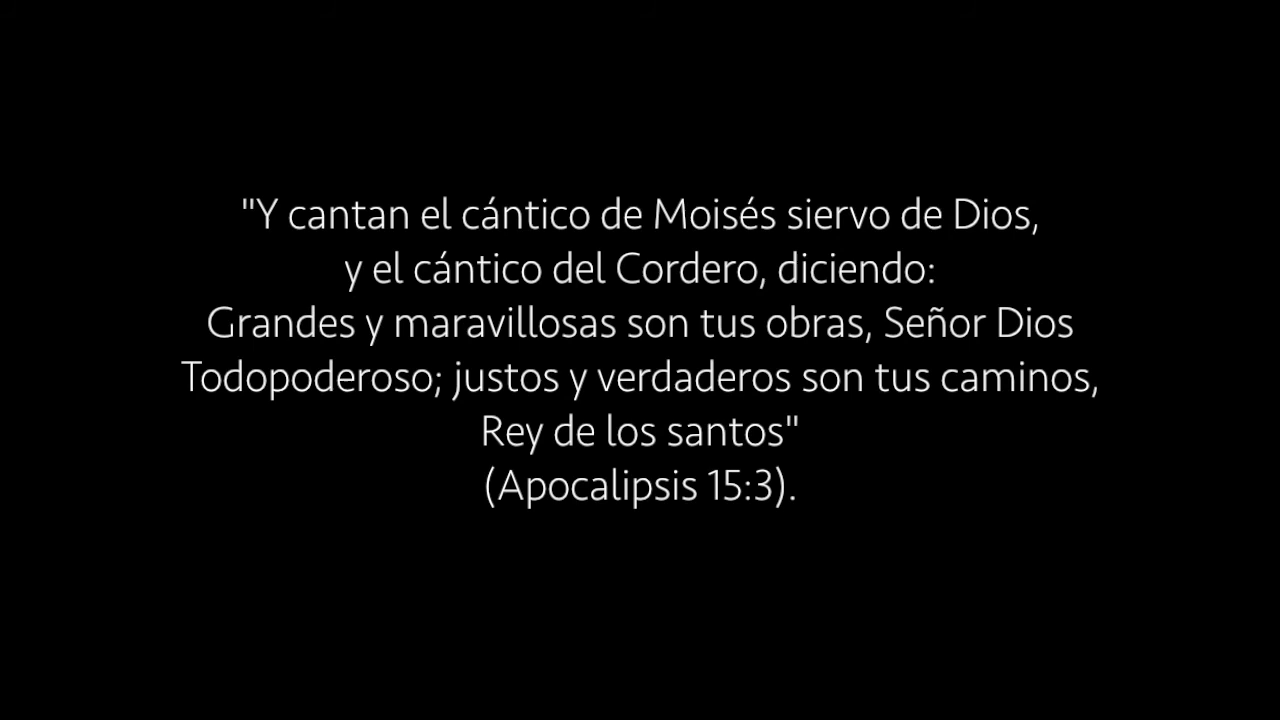 "Y cantan el cántico de Moisés siervo de Dios,
y el cántico del Cordero, diciendo:
Grandes y maravillosas son tus obras, Señor Dios
Todopoderoso; justos y verdaderos son tus caminos,
Rey de los santos"
(Apocalipsis 15:3).